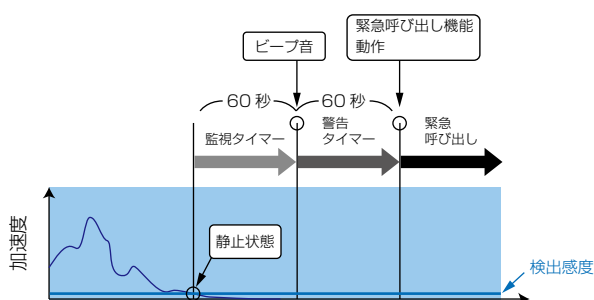 ビープ音
緊急呼び出し機能
動作
60 秒
60 秒
監視タイマー
警告
タイマー
緊急
呼び出し
加速度
静止状態
検出感度